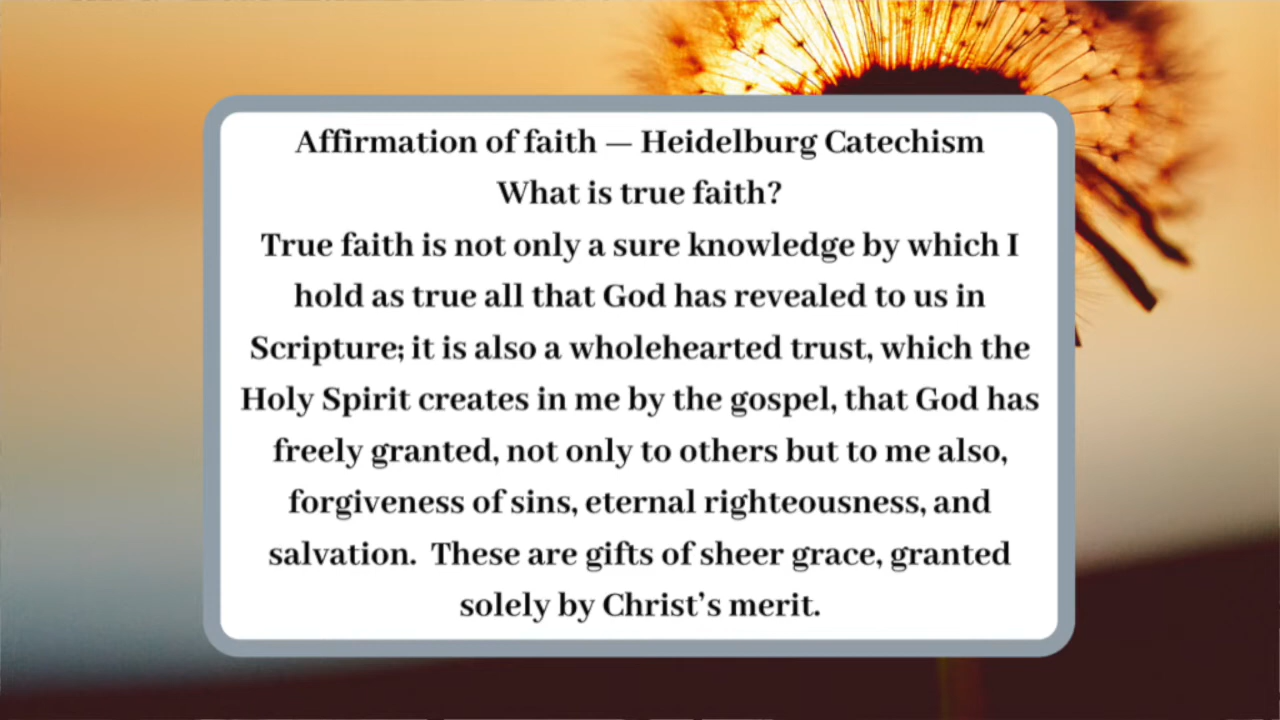 Affirmation of faith — Heidelburg Catechism
What is true faith?
True faith is not only a sure knowledge by which I
hold as true all that God has revealed to us in
Scripture; it is also a wholehearted trust, which the
Holy Spirit creates in me by the gospel, that God has
freely granted, not only to others but to me also,
forgiveness of sins, eternal righteousness, and
salvation.  These are gifts of sheer grace, granted
solely by Christ’s merit.